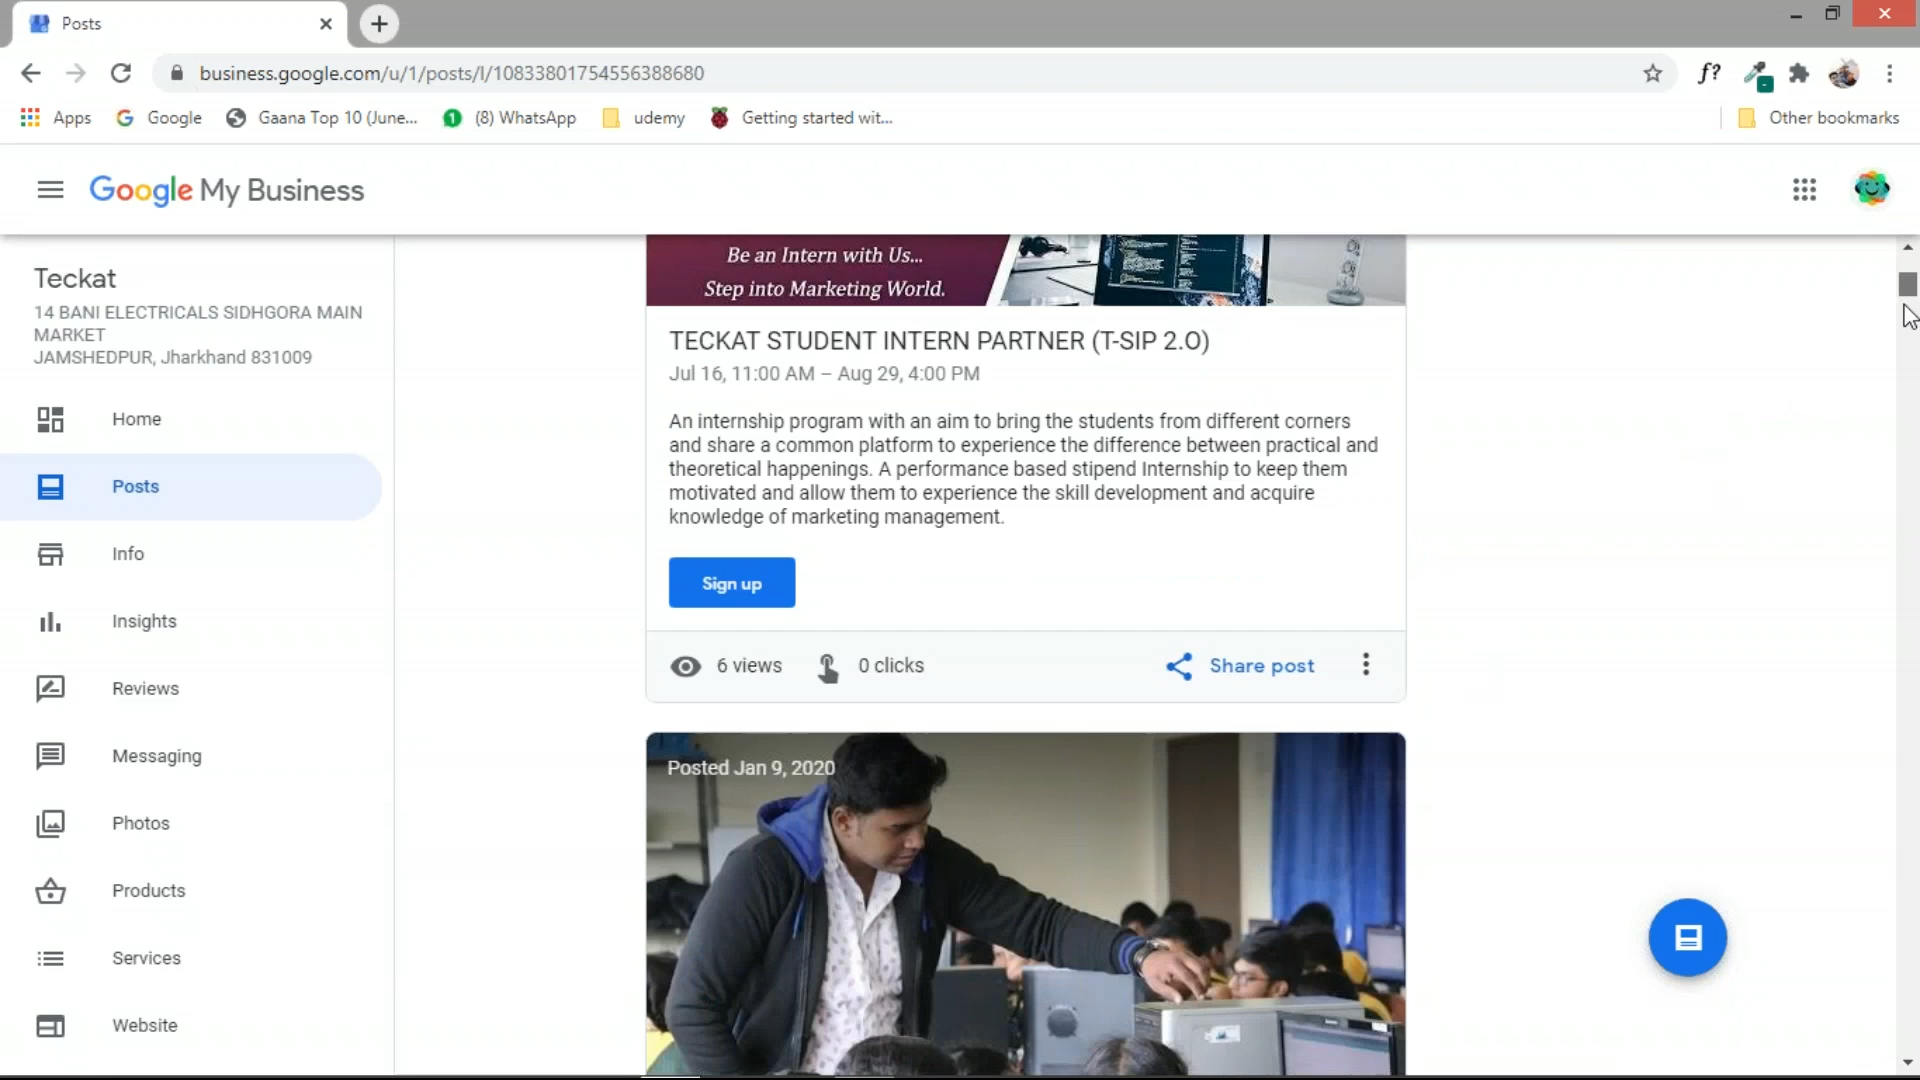 Posts
business.google.com/u/1/posts/l/10833801754556388680
f?
Apps
Google
Gaana Top 10 (June...
1
(8) WhatsApp
udemy
Getting started wit...
Other bookmarks
Google My Business
Teckat
14 BANI ELECTRICALS SIDHGORA MAIN
MARKET
JAMSHEDPUR, Jharkhand 831009
Home
Posts
Info
Insights
Reviews
Messaging
Photos
Products
Services
Website
Be an Intern with Us...
Step into Marketing World.
TECKAT STUDENT INTERN PARTNER (T-SIP 2.O)
Jul 16, 11:00 AM – Aug 29, 4:00 PM
An internship program with an aim to bring the students from different corners
and share a common platform to experience the difference between practical and
theoretical happenings. A performance based stipend Internship to keep them
motivated and allow them to experience the skill development and acquire
knowledge of marketing management.
Sign up
6 views
0 clicks
Share post
Posted Jan 9, 2020